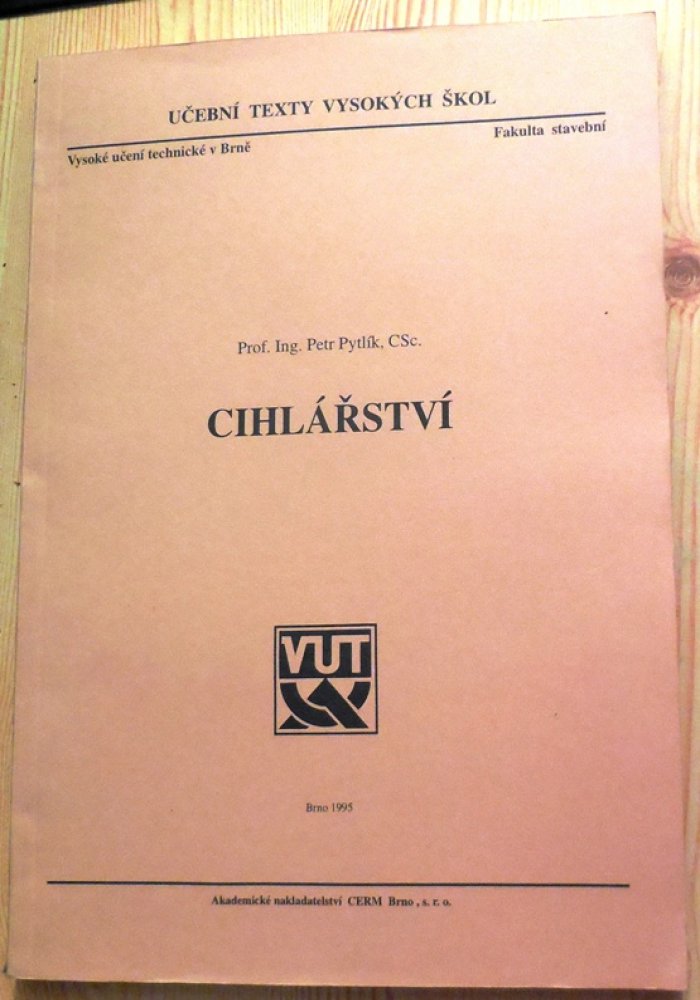 UČEBNÍ TEXTY VYSOKÝCH ŠKOL
Vysoké učení technické v Brně
Fakulta stavební
Prof. Ing. Petr Pytlík, CSc.
CIHLÁŘSTVÍ
VUT
Brno 1995
Akademické nakladatelství CERM Brno , s. r. o.